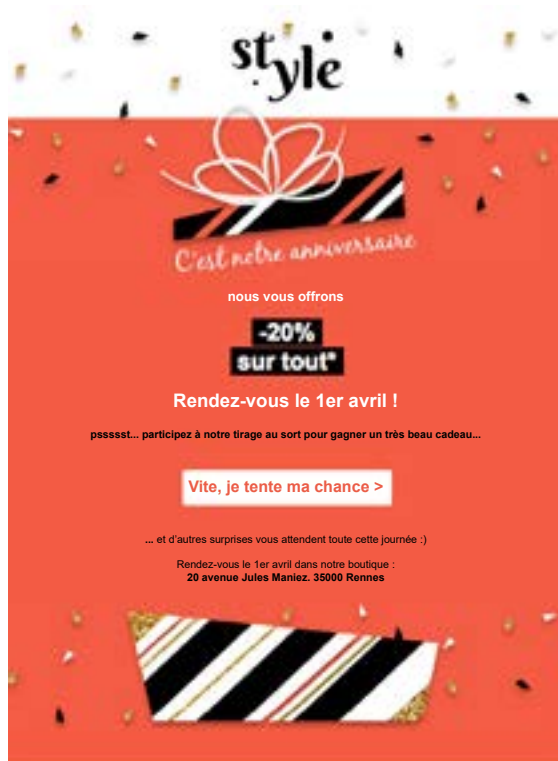 style
C'est notre anniversaire
nous vous offrons
-20%
sur tout*
Rendez-vous le 1er avril !
pssssst... participez à notre tirage au sort pour gagner un très beau cadeau...
Vite, je tente ma chance >
... et d'autres surprises vous attendent toute cette journée :)
Rendez-vous le 1er avril dans notre boutique :
20 avenue Jules Maniez. 35000 Rennes